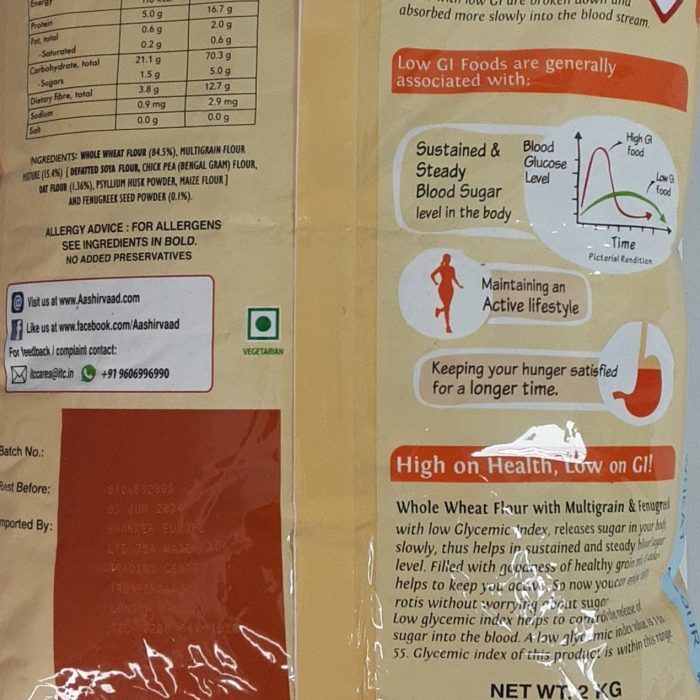 Energy
Protein 5.0 g 16.7 g
Fat, total 0.6 g 2.0 g
-Saturated 0.2 g 0.6 g
Carbohydrate, total 21.1 g 70.3 g
-Sugars 1.5 g 5.0 g
Dietary Fibre, total 3.8 g 12.7 g
Sodium 0.9 mg 2.9 mg
Salt 0.0 g 0.0 g
INGREDIENTS: WHOLE WHEAT FLOUR (84.5%), MULTIGRAIN FLOUR
MIXTURE (15.4%) [ DEFATTED SOYA FLOUR, CHICK PEA (BENGAL GRAM) FLOUR,
OAT FLOUR (1.36%), PSYLLIUM HUSK POWDER, MAIZE FLOUR ]
AND FENUGREEK SEED POWDER (0.1%).
ALLERGY ADVICE : FOR ALLERGENS
SEE INGREDIENTS IN BOLD.
NO ADDED PRESERVATIVES
@ Visit us at www.Aashirvaad.com
f Like us at www.facebook.com/Aashirvaad
For feedback / complaint contact:
itccares@itc.in +91 9606996990
VEGETARIAN
Batch No.:
Best Before:
Imported By:
03 JUN 2024
absorbed more slowly into the blood stream.
Low GI Foods are generally
associated with:
Sustained &
Steady
Blood Sugar
level in the body
Blood
Glucose
Level
High GI
food
Low GI
food
Time
Pictorial Rendition
Maintaining an
Active lifestyle
Keeping your hunger satisfied
for a longer time.
High on Health, Low on GI!
Whole Wheat Flour with Multigrain & Fenugreek
with low Glycemic Index, releases sugar in your body
slowly, thus helps in sustained and steady blood sugar
level. Filled with goodness of healthy grain
helps to keep you active. So now you can enjoy
rotis without worrying about sugar.
Low glycemic index helps to control the release of
sugar into the blood. A low glycemic index value is 1 to
55. Glycemic index of this product is within this range.
NET WT. 2 KG